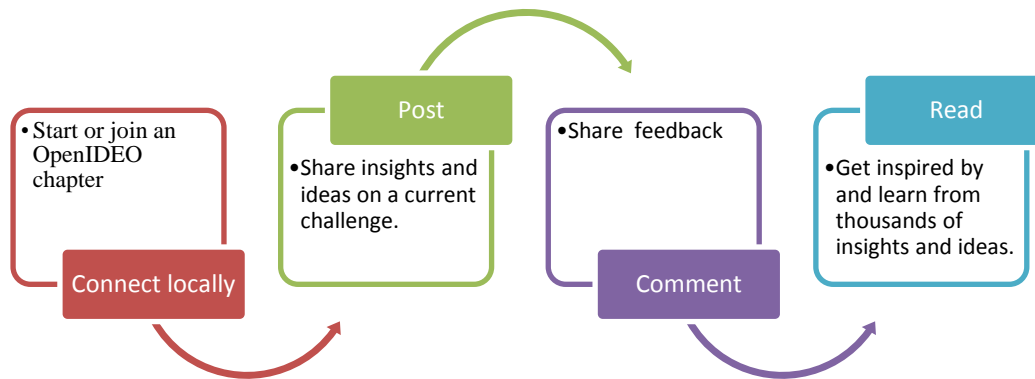 • Start or join an
OpenIDEO
chapter
Connect locally
Post
•Share insights and
ideas on a current
challenge.
•Share feedback
Comment
Read
•Get inspired by
and learn from
thousands of
insights and ideas.